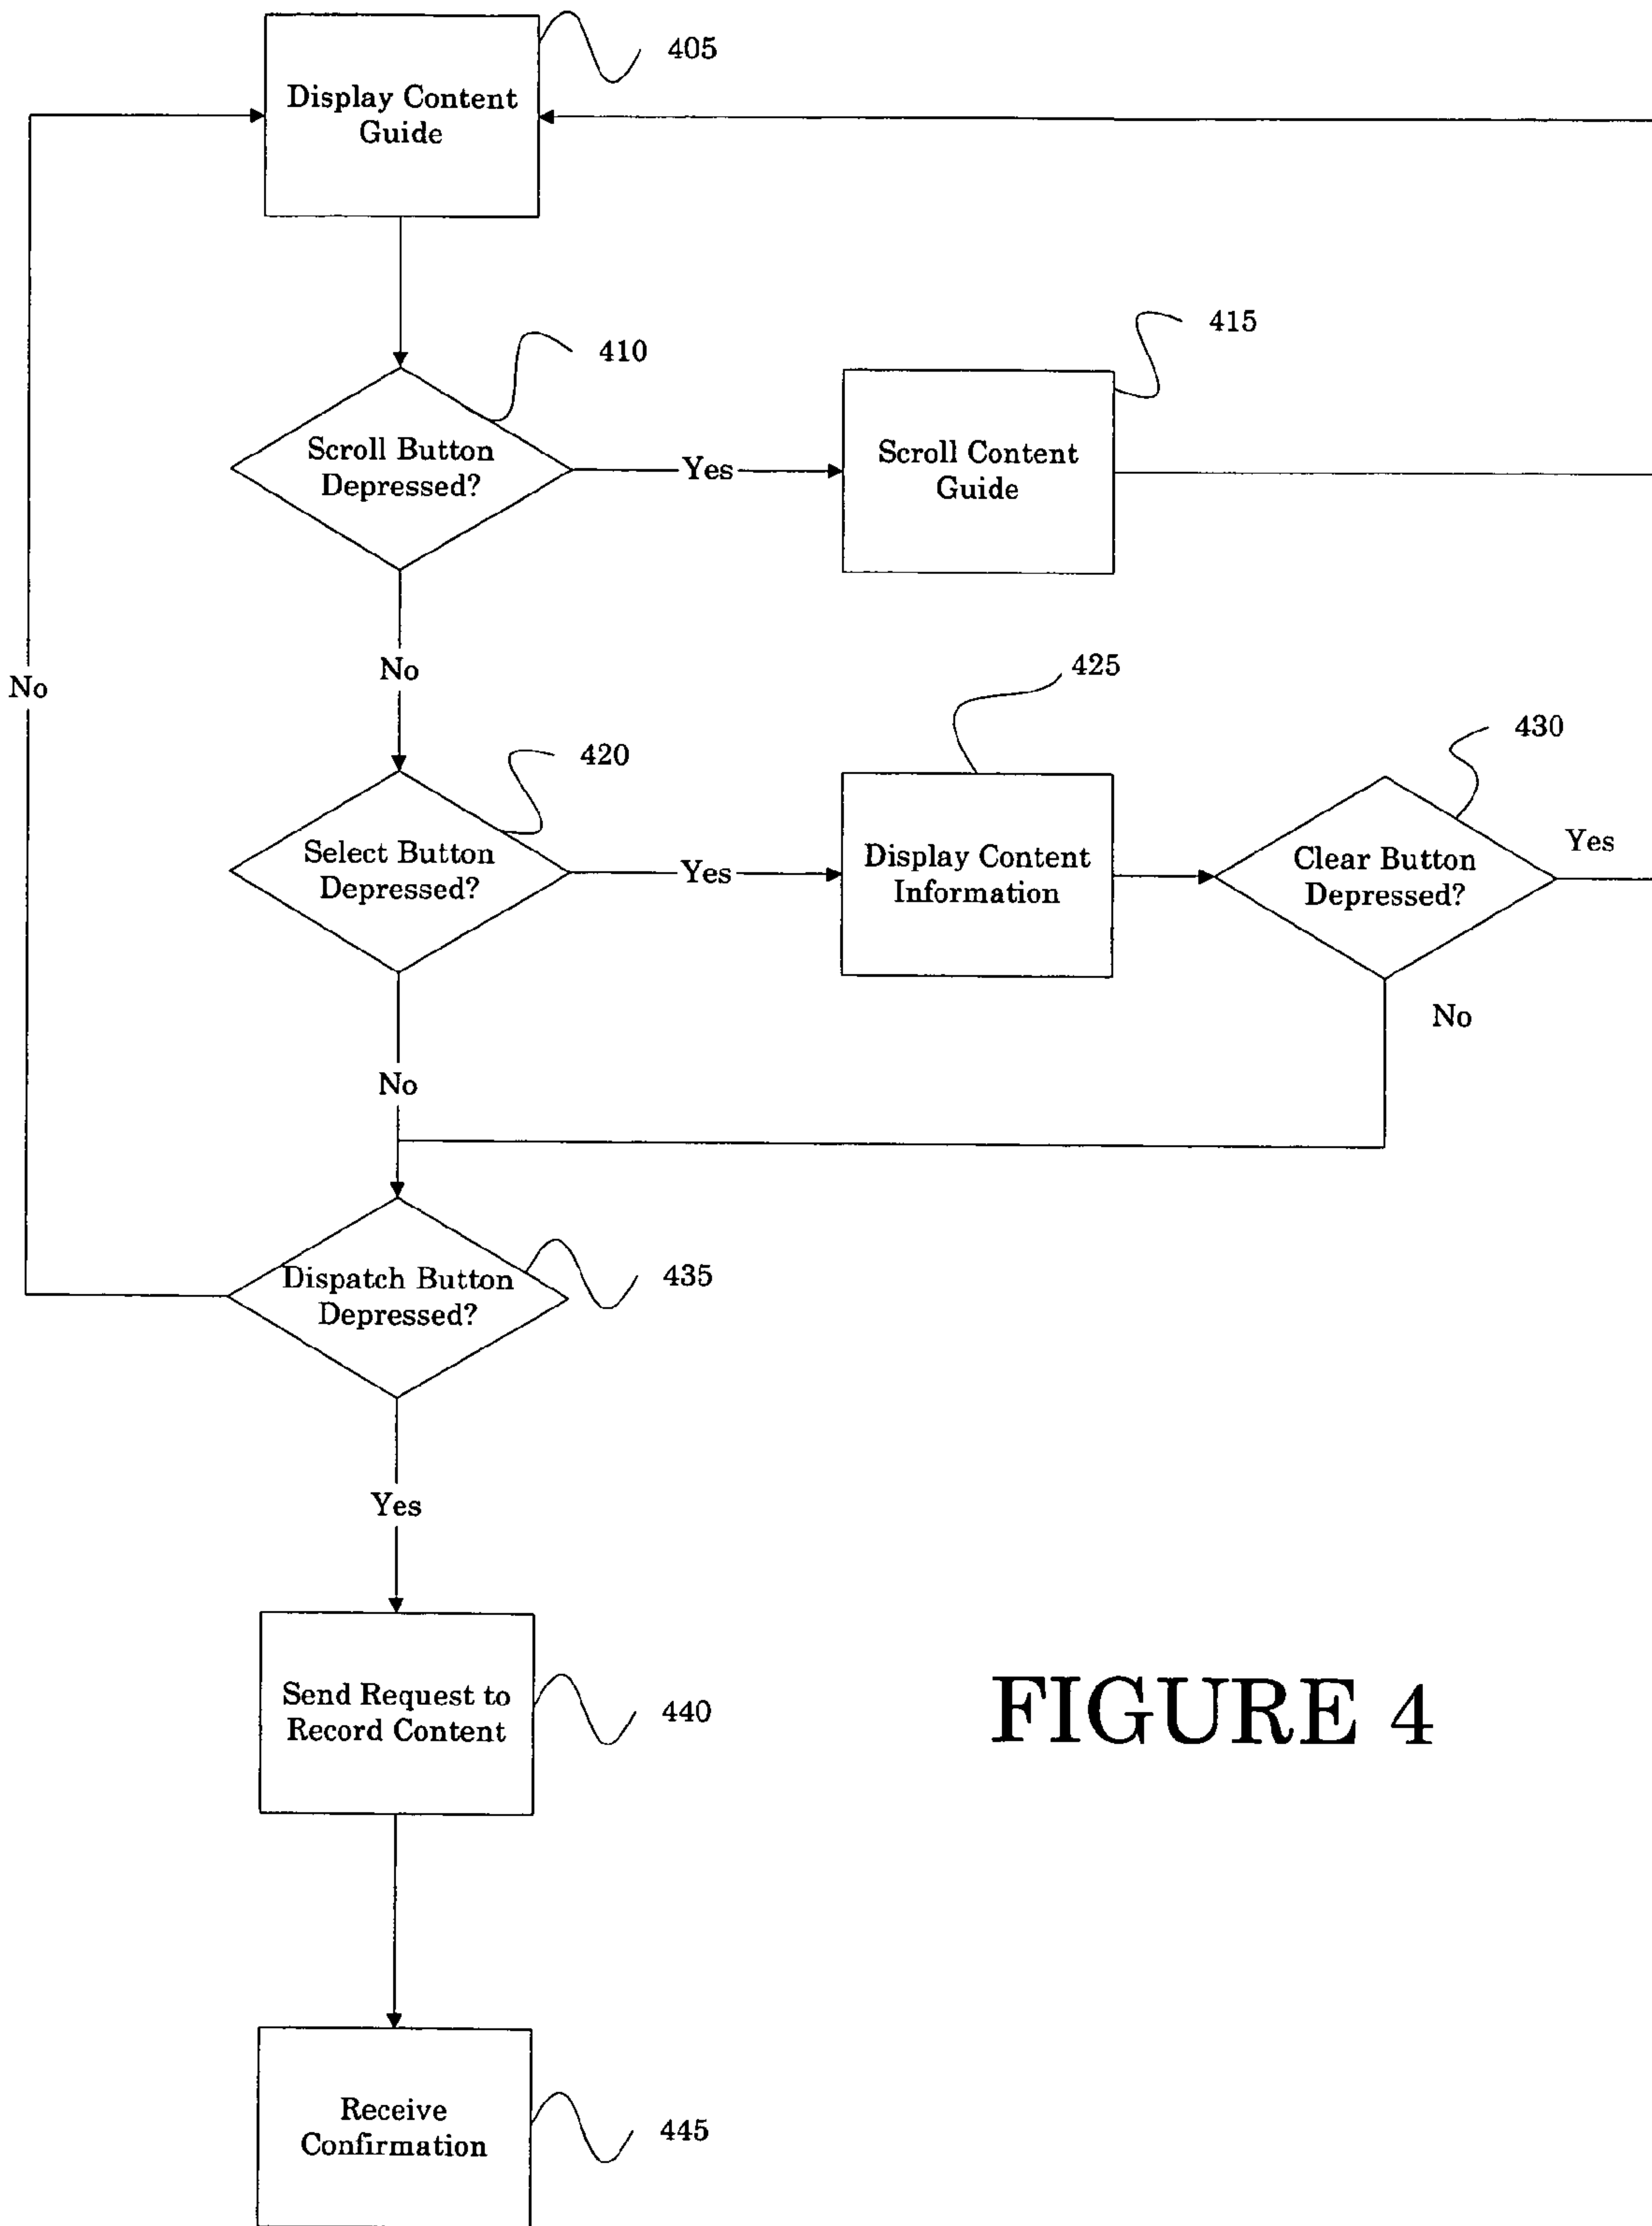 405
Display Content
Guide
410
415
Scroll Button
Depressed?
Yes
Scroll Content
Guide
No
No
425
420
430
Select Button
Depressed?
Yes
Display Content
Information
Clear Button
Depressed?
Yes
No
No
Dispatch Button
Depressed?
435
Yes
Send Request to
Record Content
440
FIGURE 4
Receive
Confirmation
445